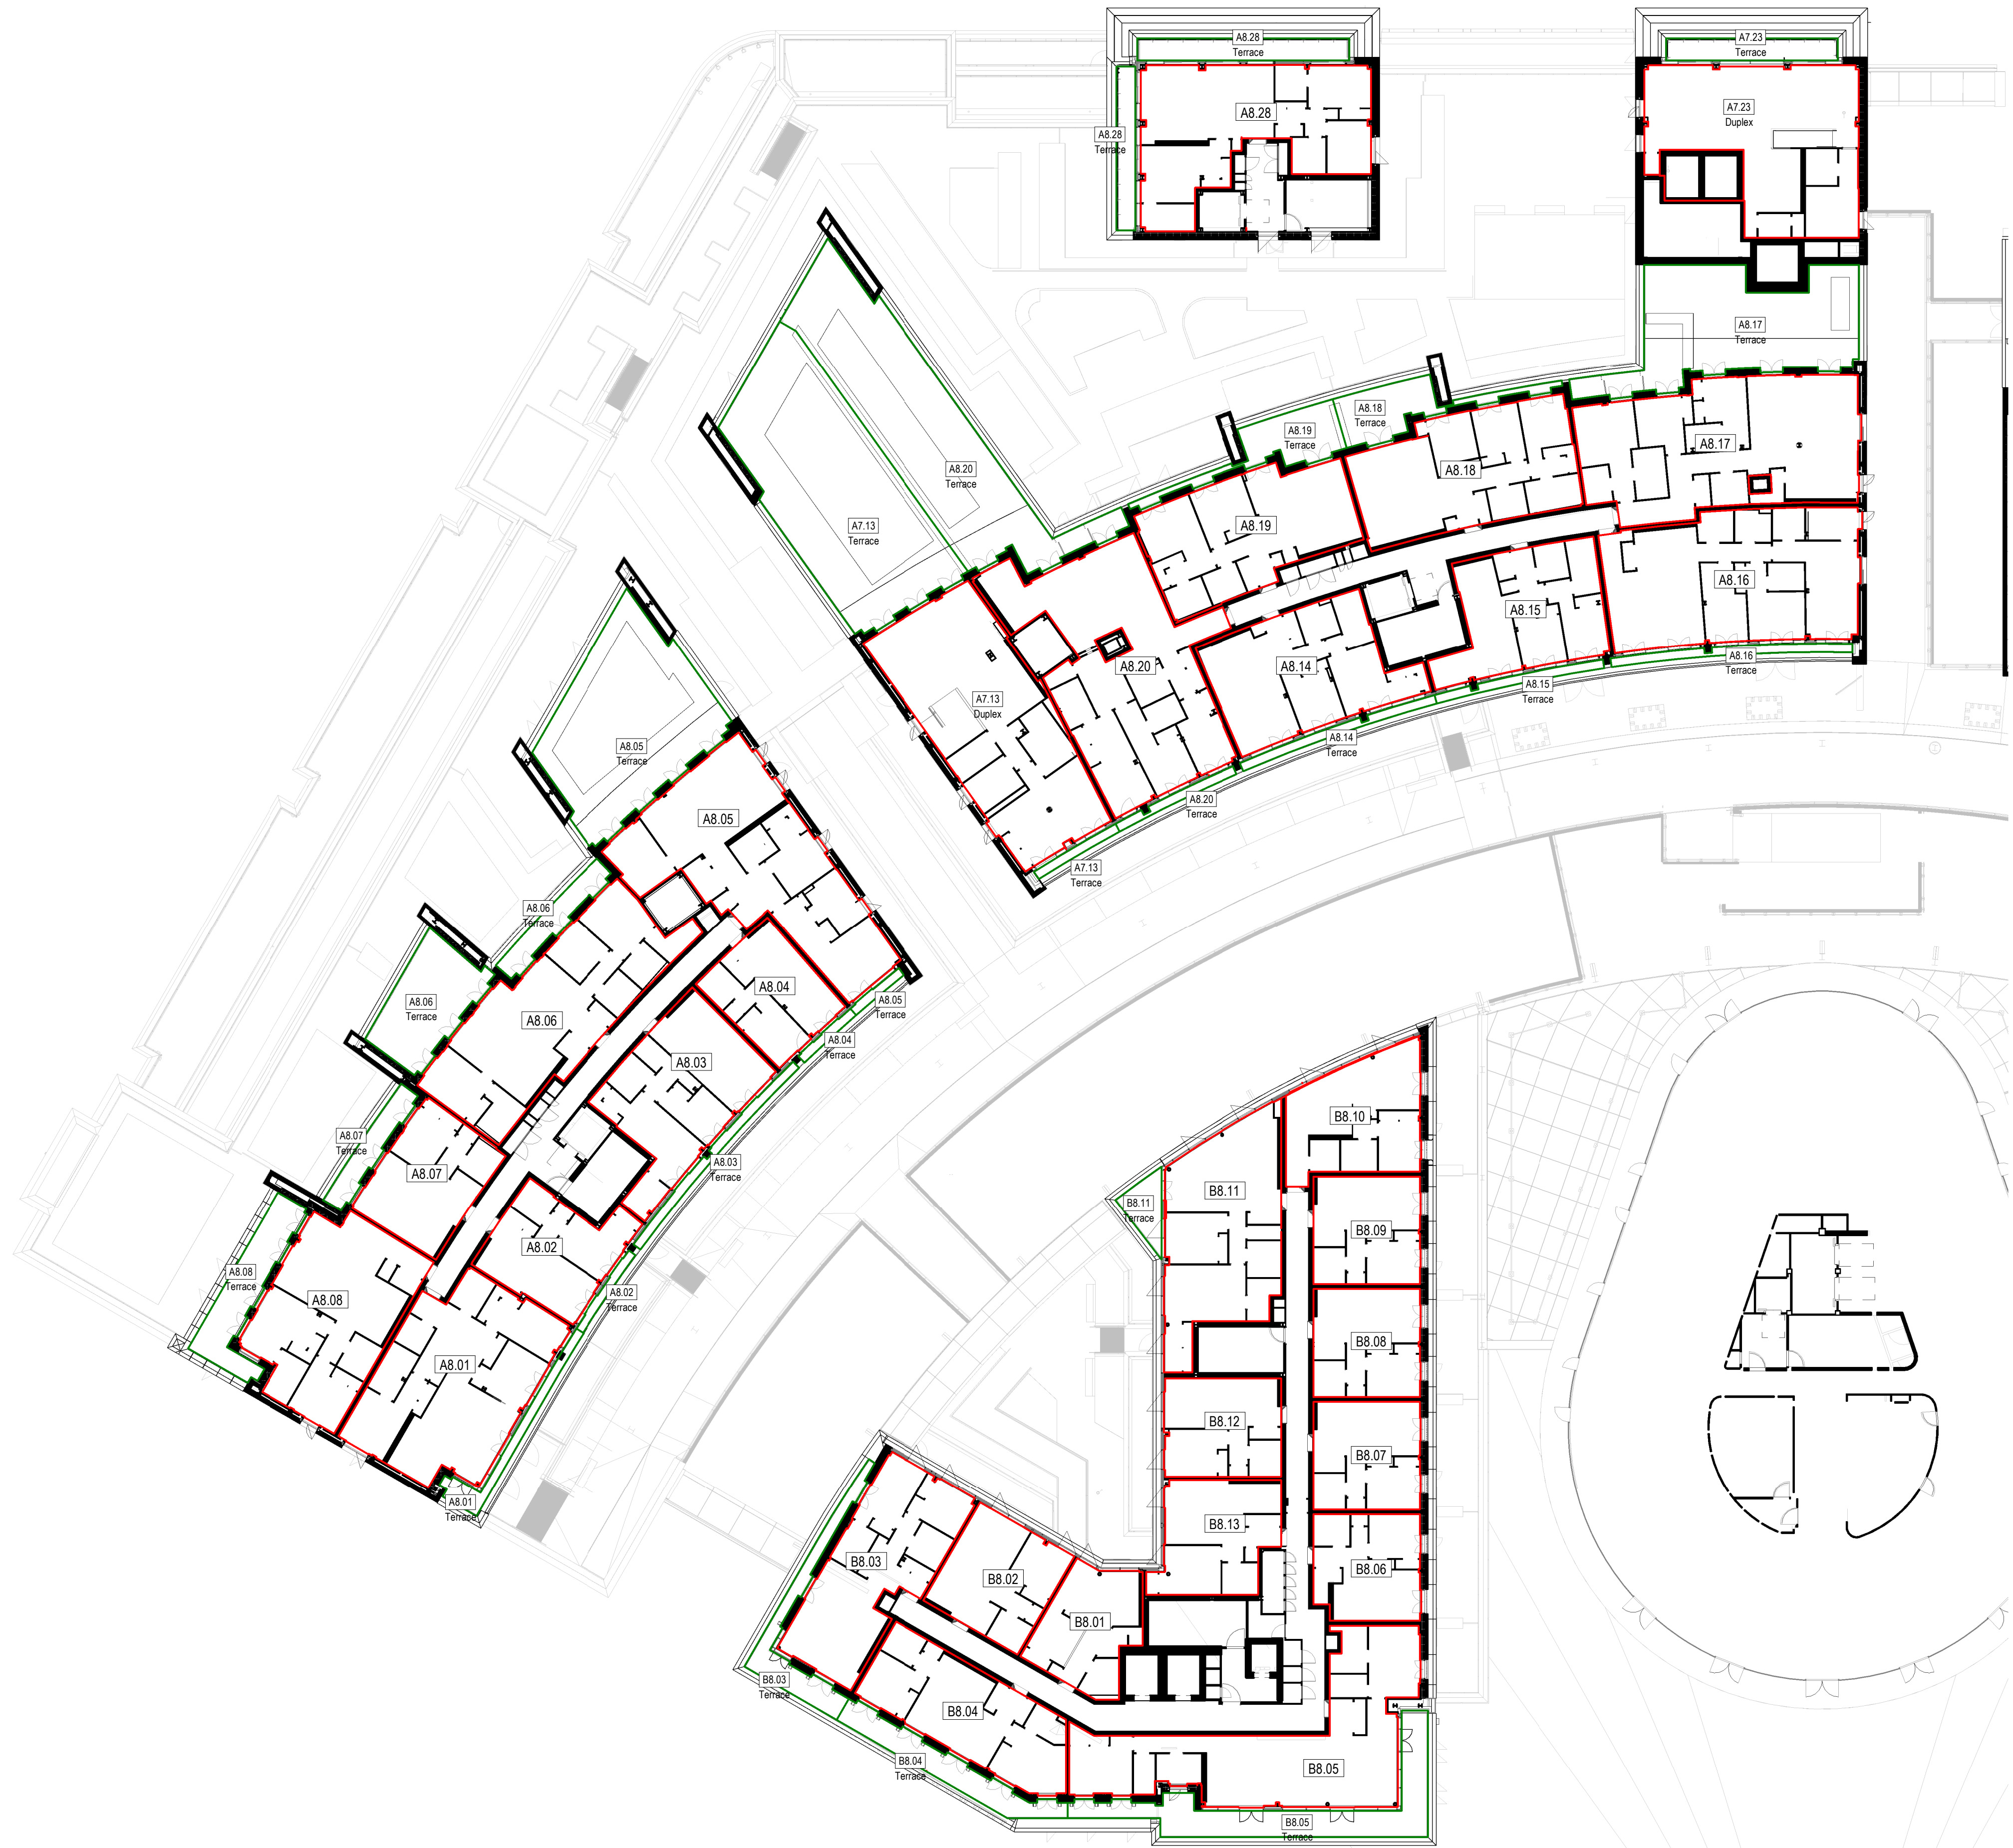 A8.28
Terrace
A7.23
Terrace
A8.28
A7.23
Duplex
A8.28
Terrace
A8.17
Terrace
A8.18
Terrace
A8.19
Terrace
A8.17
A8.20
Terrace
A8.18
A7.13
Terrace
A8.19
A8.16
A8.15
A8.20
A8.14
A8.16
Terrace
A8.15
Terrace
A7.13
Duplex
A8.14
Terrace
A8.05
Terrace
A8.20
Terrace
A8.05
A7.13
Terrace
A8.06
Terrace
A8.04
A8.06
Terrace
A8.05
Terrace
A8.06
A8.04
Terrace
A8.03
B8.10
A8.07
Terrace
A8.03
Terrace
A8.07
B8.11
B8.11
Terrace
B8.09
A8.02
A8.08
Terrace
A8.02
Terrace
A8.08
B8.08
A8.01
B8.12
B8.07
A8.01
Terrace
B8.13
B8.03
B8.06
B8.02
B8.01
B8.03
Terrace
B8.04
B8.04
Terrace
B8.05
B8.05
Terrace